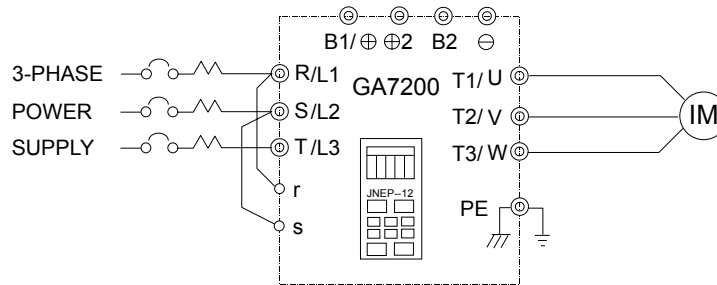 B1/ ⊕ ⊕2 B2 ⊖
3-PHASE R/L1 GA7200 T1/ U
POWER S/L2 T2/ V IM
SUPPLY T/L3 T3/ W
JNEP--12
r
PE
s